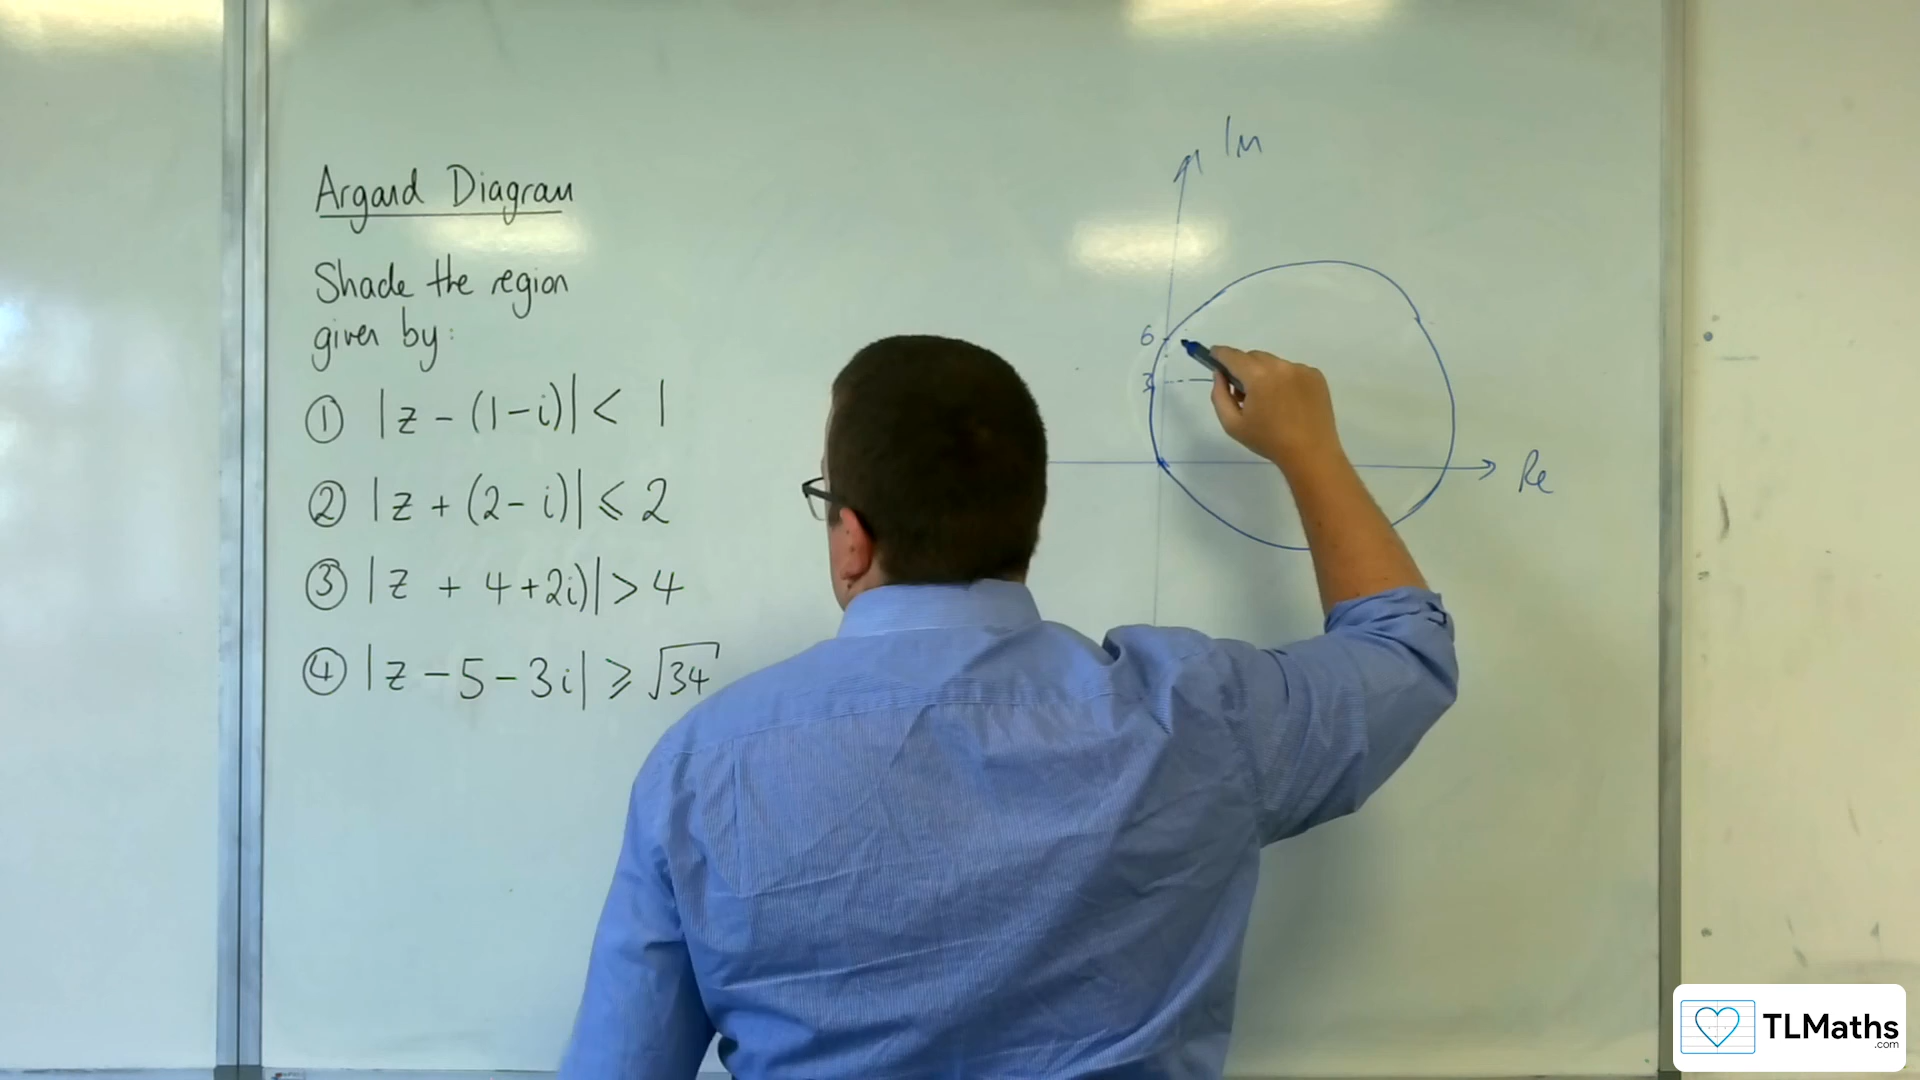 Argand Diagram
Shade the region
given by:
① |z - (1-i)| < 1
② |z + (2-i)| ⩽ 2
③ |z + 4+2i)| > 4
④ |z - 5 - 3i| ⩾ √34
Im
6
3
Re
TLMaths
.com